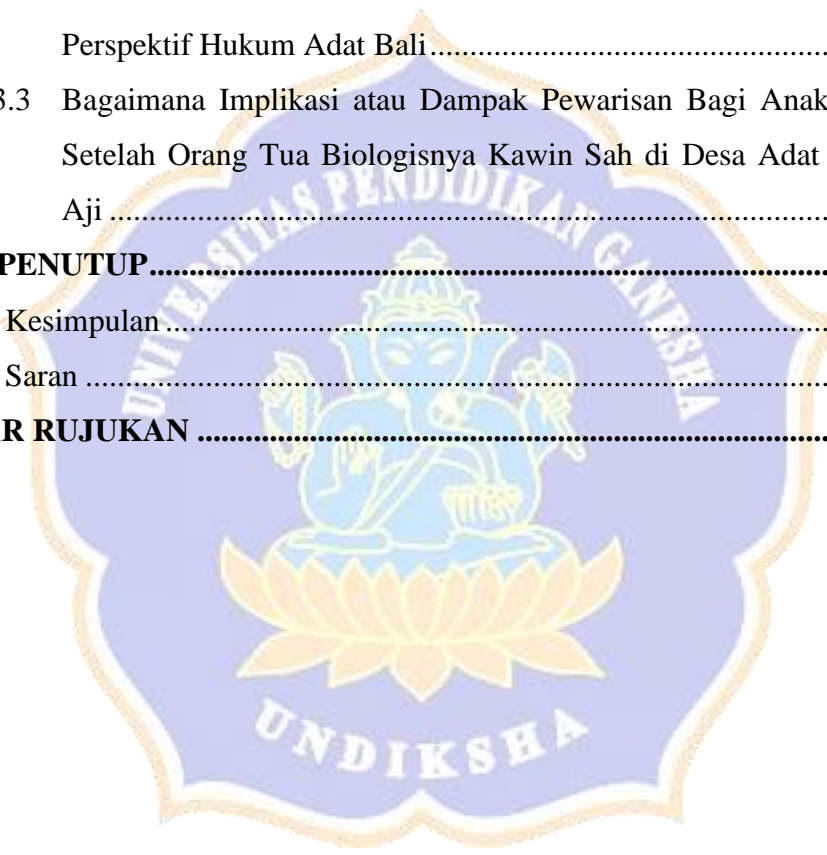 Perspektif Hukum Adat Bali..............................................................
3.3 Bagaimana Implikasi atau Dampak Pewarisan Bagi Anak
Setelah Orang Tua Biologisnya Kawin Sah di Desa Adat
Aji ....................................................................................
PENUTUP..............................................................................
Kesimpulan ..........................................................................
Saran ....................................................................................
R RUJUKAN .......................................................................
UNIVERSITAS PENDIDIKAN GANESHA
UNDIKSHA